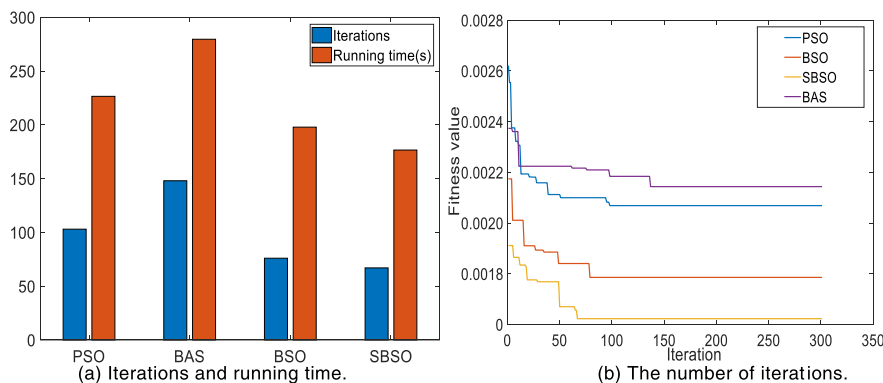 300
250
200
150
100
50
0
Iterations
Running time(s)
PSO
BAS
BSO
SBSO
(a) Iterations and running time.
0.0028
0.0026
0.0024
0.0022
0.0020
0.0018
0
Fitness value
PSO
BSO
SBSO
BAS
0
50
100
150
200
250
300
350
Iteration
(b) The number of iterations.